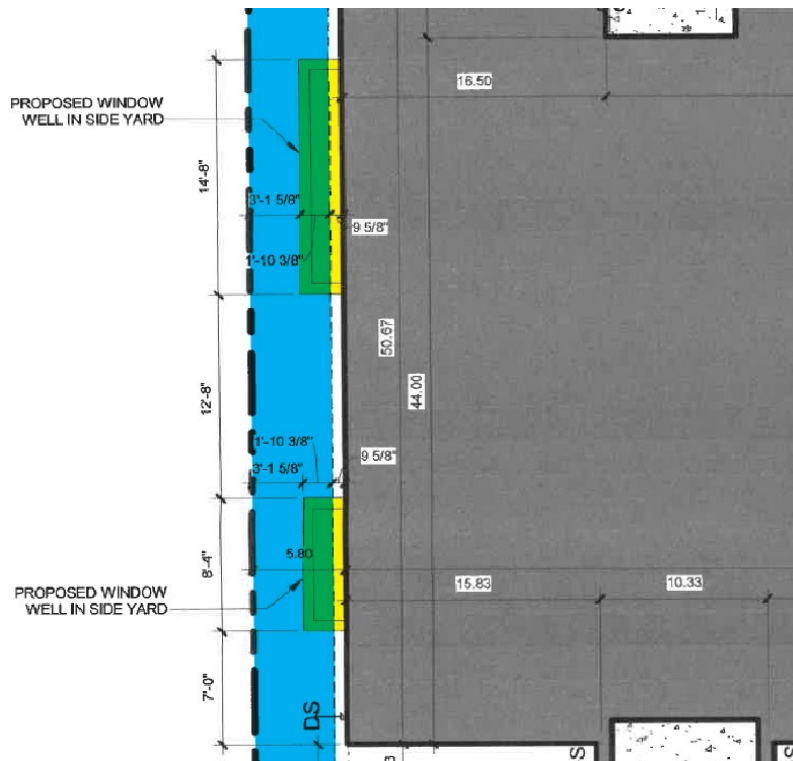 16.50
PROPOSED WINDOW
WELL IN SIDE YARD
14'-8"
3'-1 5/8"
9 5/8"
1'-10 3/8"
50.67
44.00
12'-8"
1'-10 3/8"
3'-1 5/8"
9 5/8"
5.80
8'-4"
15.83
10.33
PROPOSED WINDOW
WELL IN SIDE YARD
7'-0"
DS
S
S